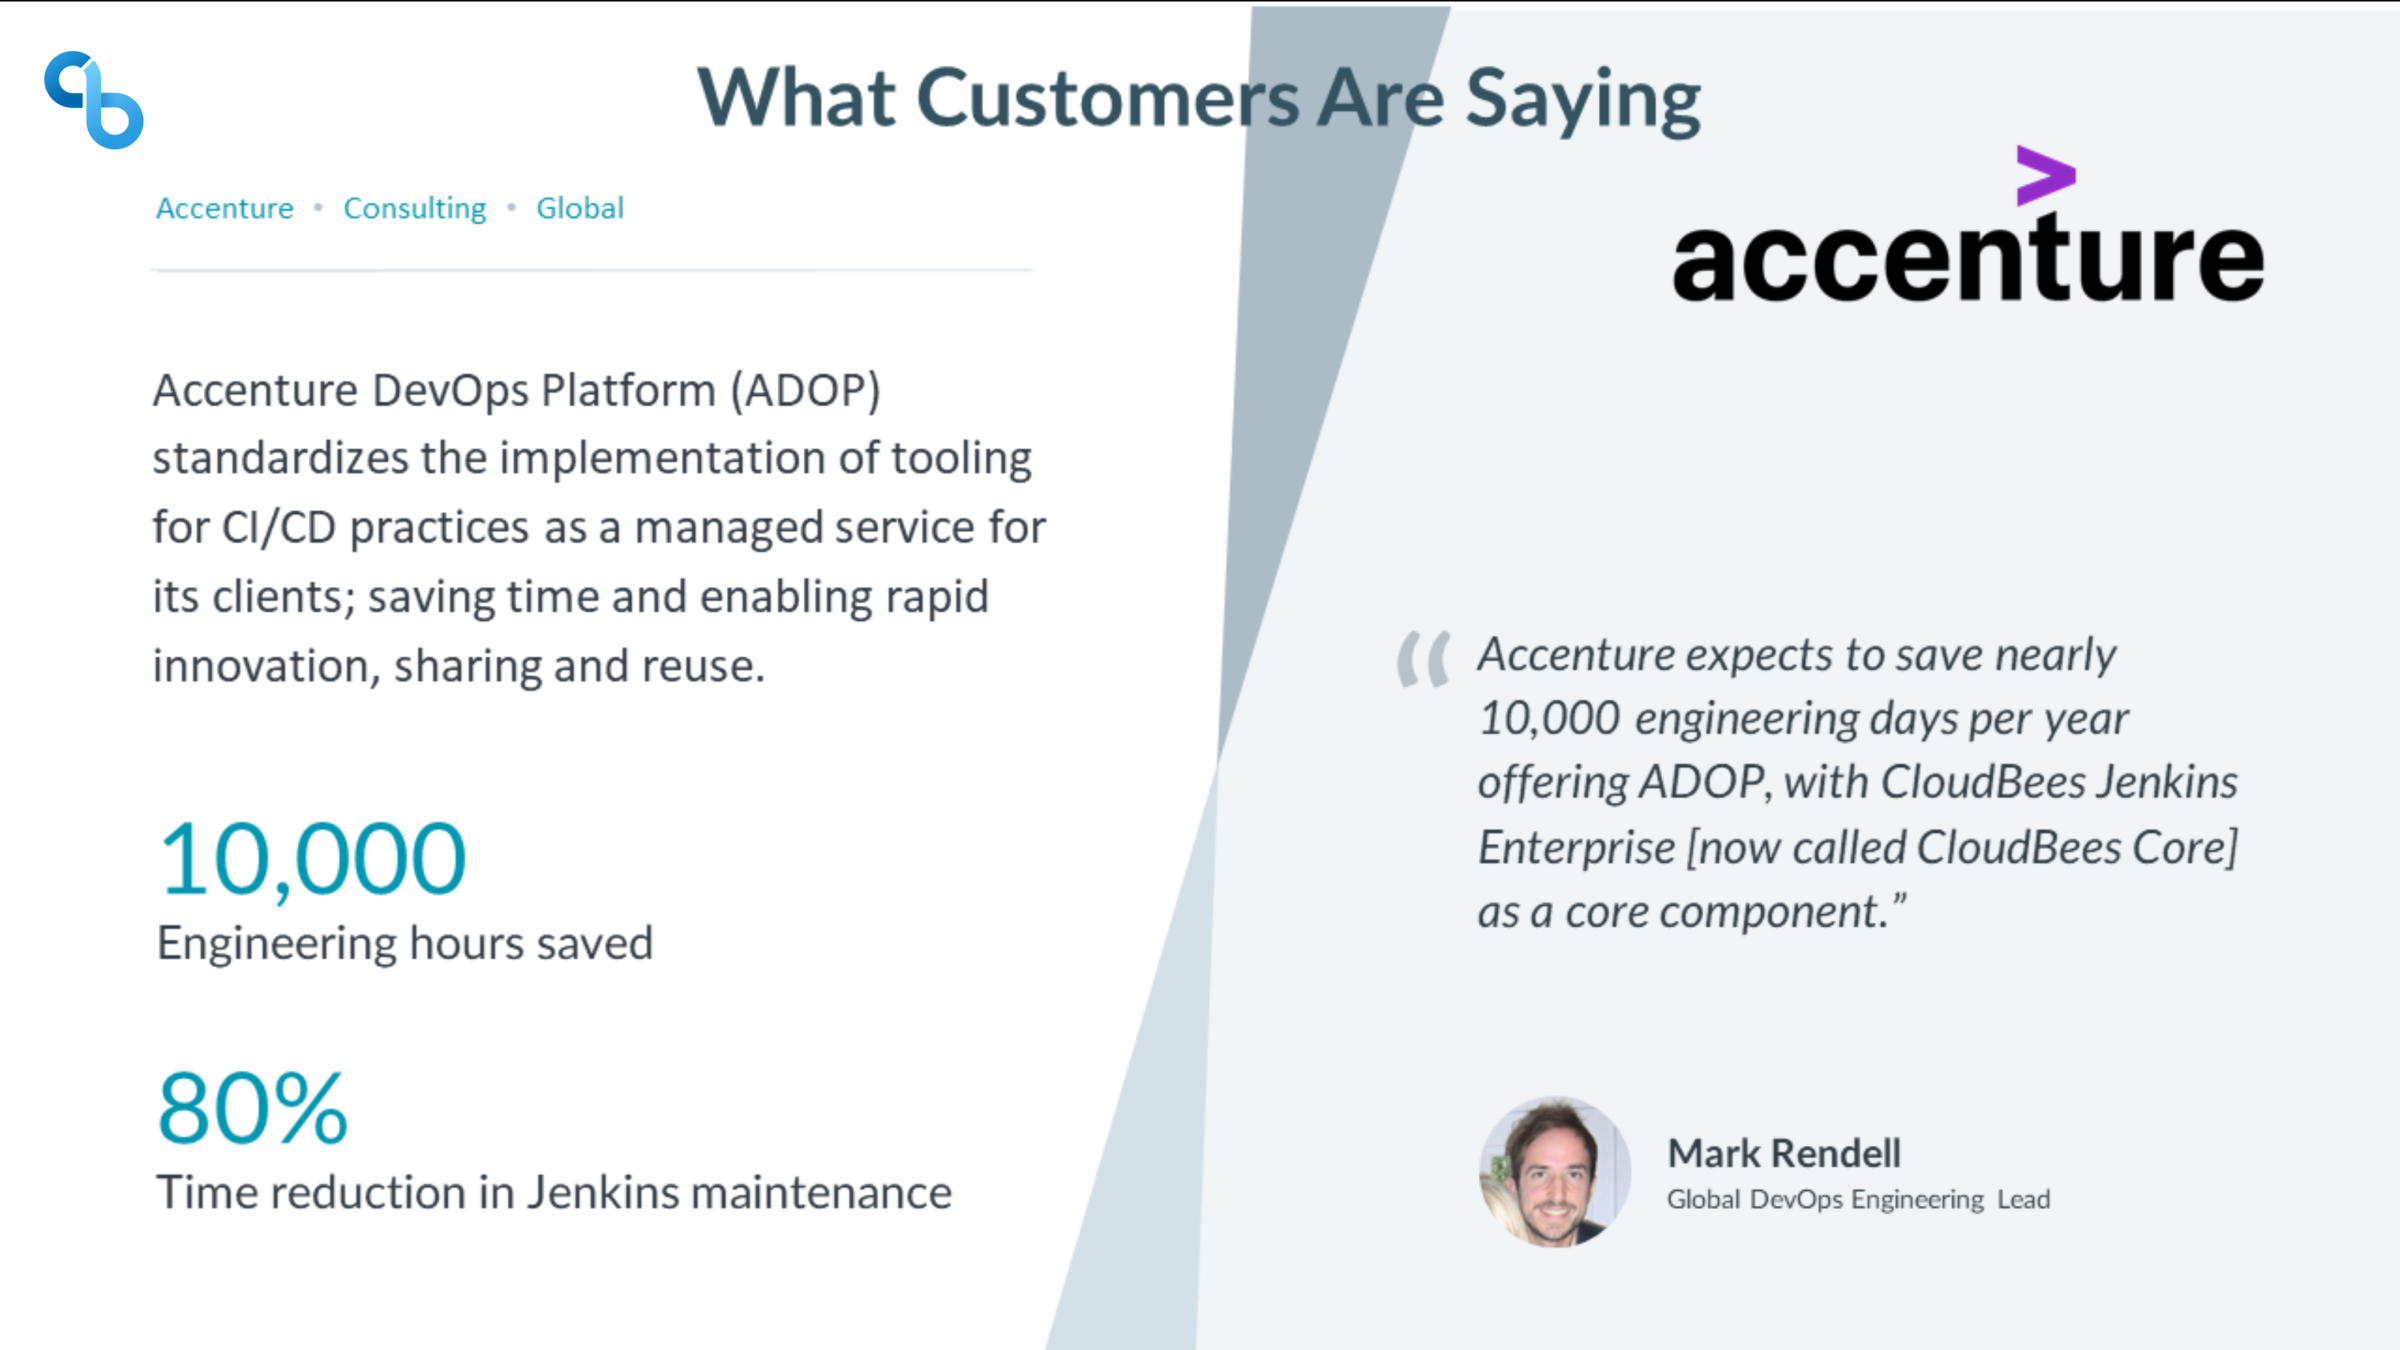 What Customers Are Saying
Accenture • Consulting • Global
Accenture DevOps Platform (ADOP)
standardizes the implementation of tooling
for CI/CD practices as a managed service for
its clients; saving time and enabling rapid
innovation, sharing and reuse.
10,000
Engineering hours saved
80%
Time reduction in Jenkins maintenance
>
accenture
“Accenture expects to save nearly
10,000 engineering days per year
offering ADOP, with CloudBees Jenkins
Enterprise [now called CloudBees Core]
as a core component.”
Mark Rendell
Global DevOps Engineering Lead